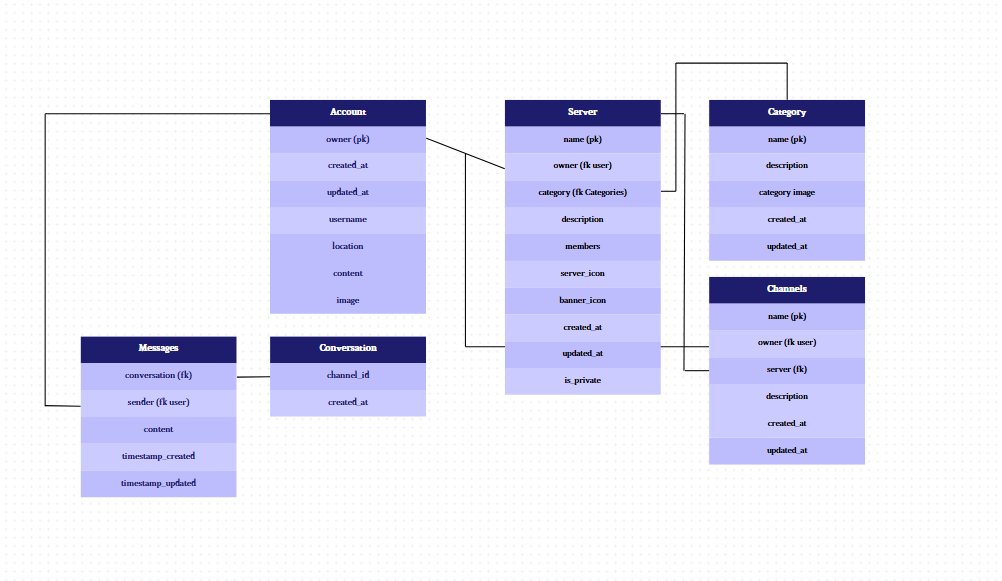 Account
owner (pk)
created_at
updated_at
username
location
content
image
Server
name (pk)
owner (fk user)
category (fk Categories)
description
members
server_icon
banner_icon
created_at
updated_at
is_private
Category
name (pk)
description
category image
created_at
updated_at
Channels
name (pk)
owner (fk user)
server (fk)
description
created_at
updated_at
Messages
conversation (fk)
sender (fk user)
content
timestamp_created
timestamp_updated
Conversation
channel_id
created_at